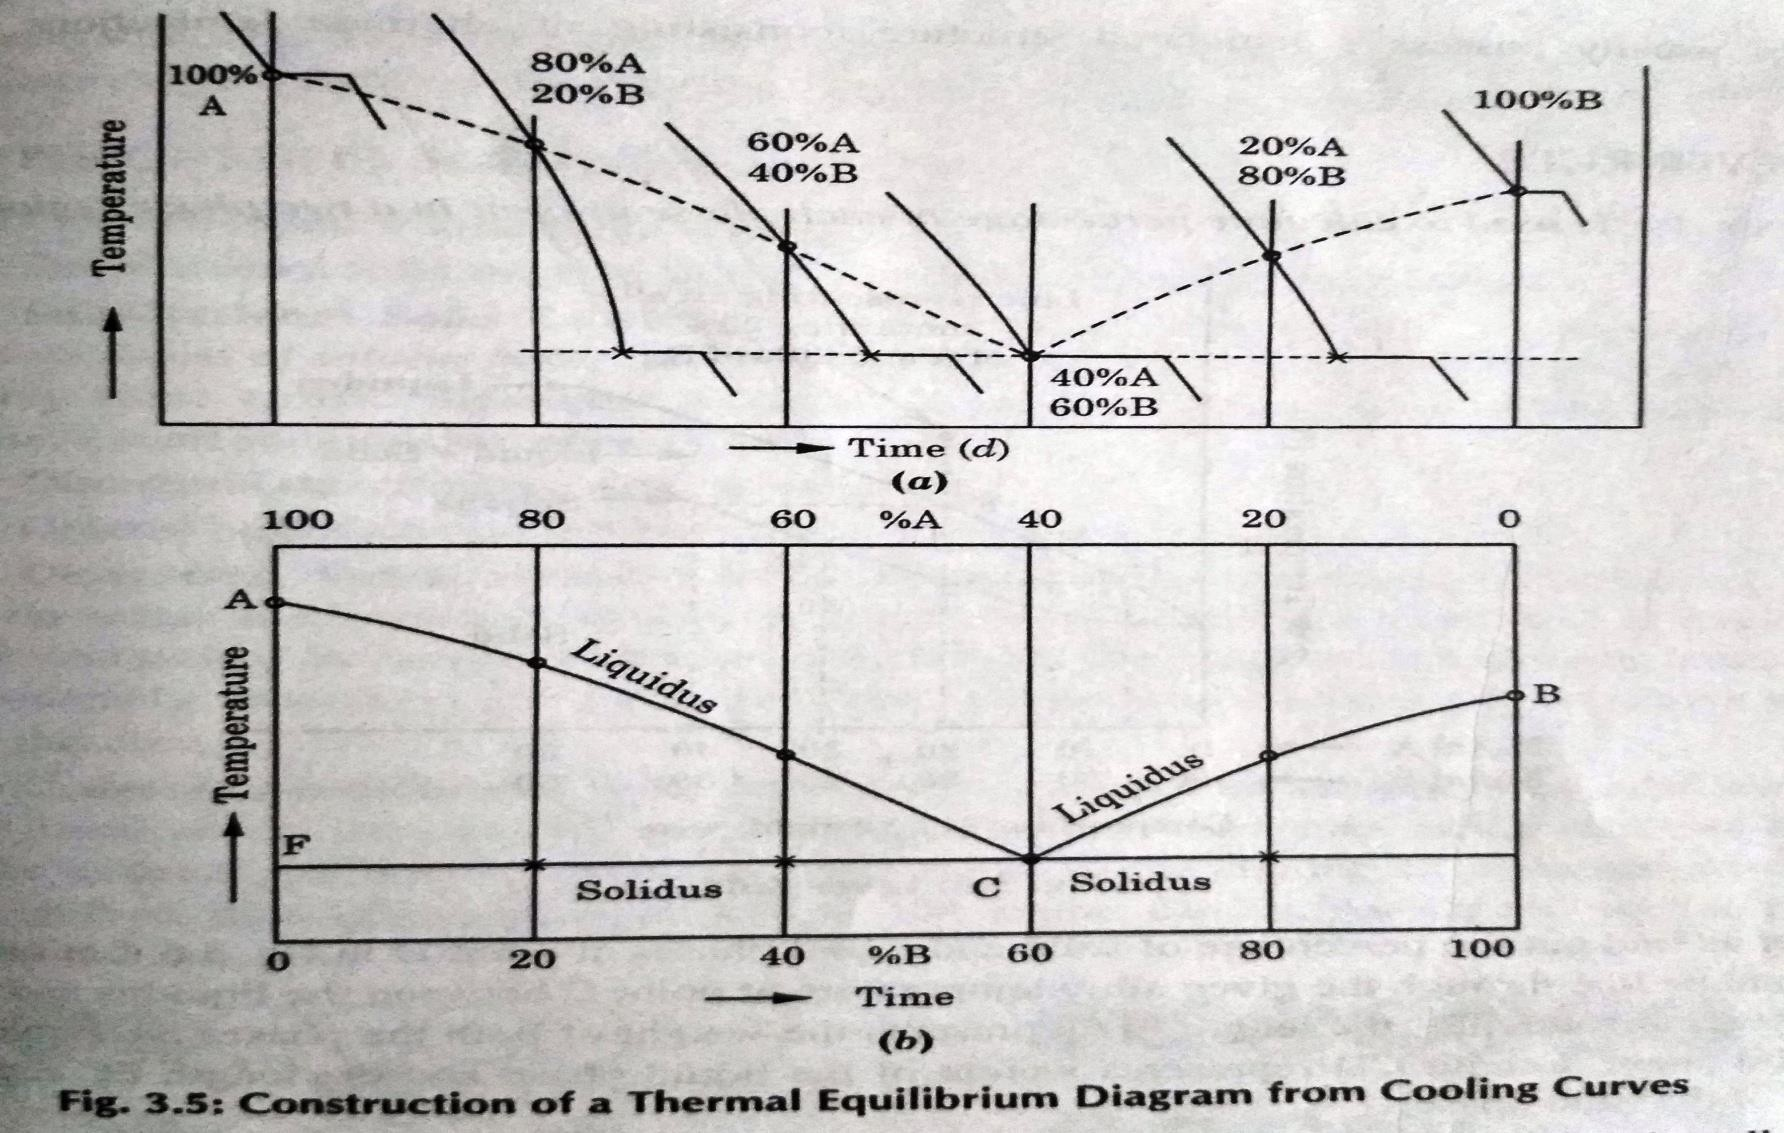 100%
A
80%A
20%B
60%A
40%B
20%A
80%B
100%B
Temperature
40%A
60%B
Time (d)
(a)
100 80 60 %A 40 20 0
A
Liquidus
B
Temperature
Liquidus
F
Solidus C Solidus
0 20 40 %B 60 80 100
Time
(b)
Fig. 3.5: Construction of a Thermal Equilibrium Diagram from Cooling Curves